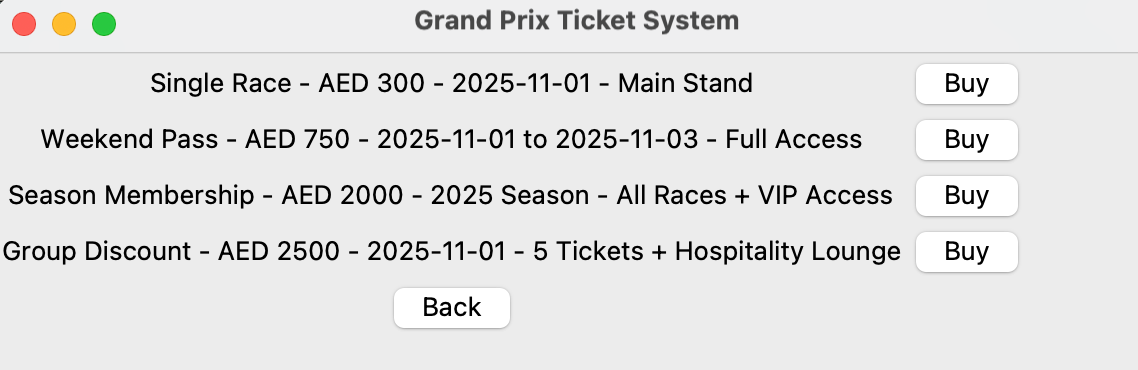 Grand Prix Ticket System
Single Race - AED 300 - 2025-11-01 - Main Stand Buy
Weekend Pass - AED 750 - 2025-11-01 to 2025-11-03 - Full Access Buy
Season Membership - AED 2000 - 2025 Season - All Races + VIP Access Buy
Group Discount - AED 2500 - 2025-11-01 - 5 Tickets + Hospitality Lounge Buy
Back